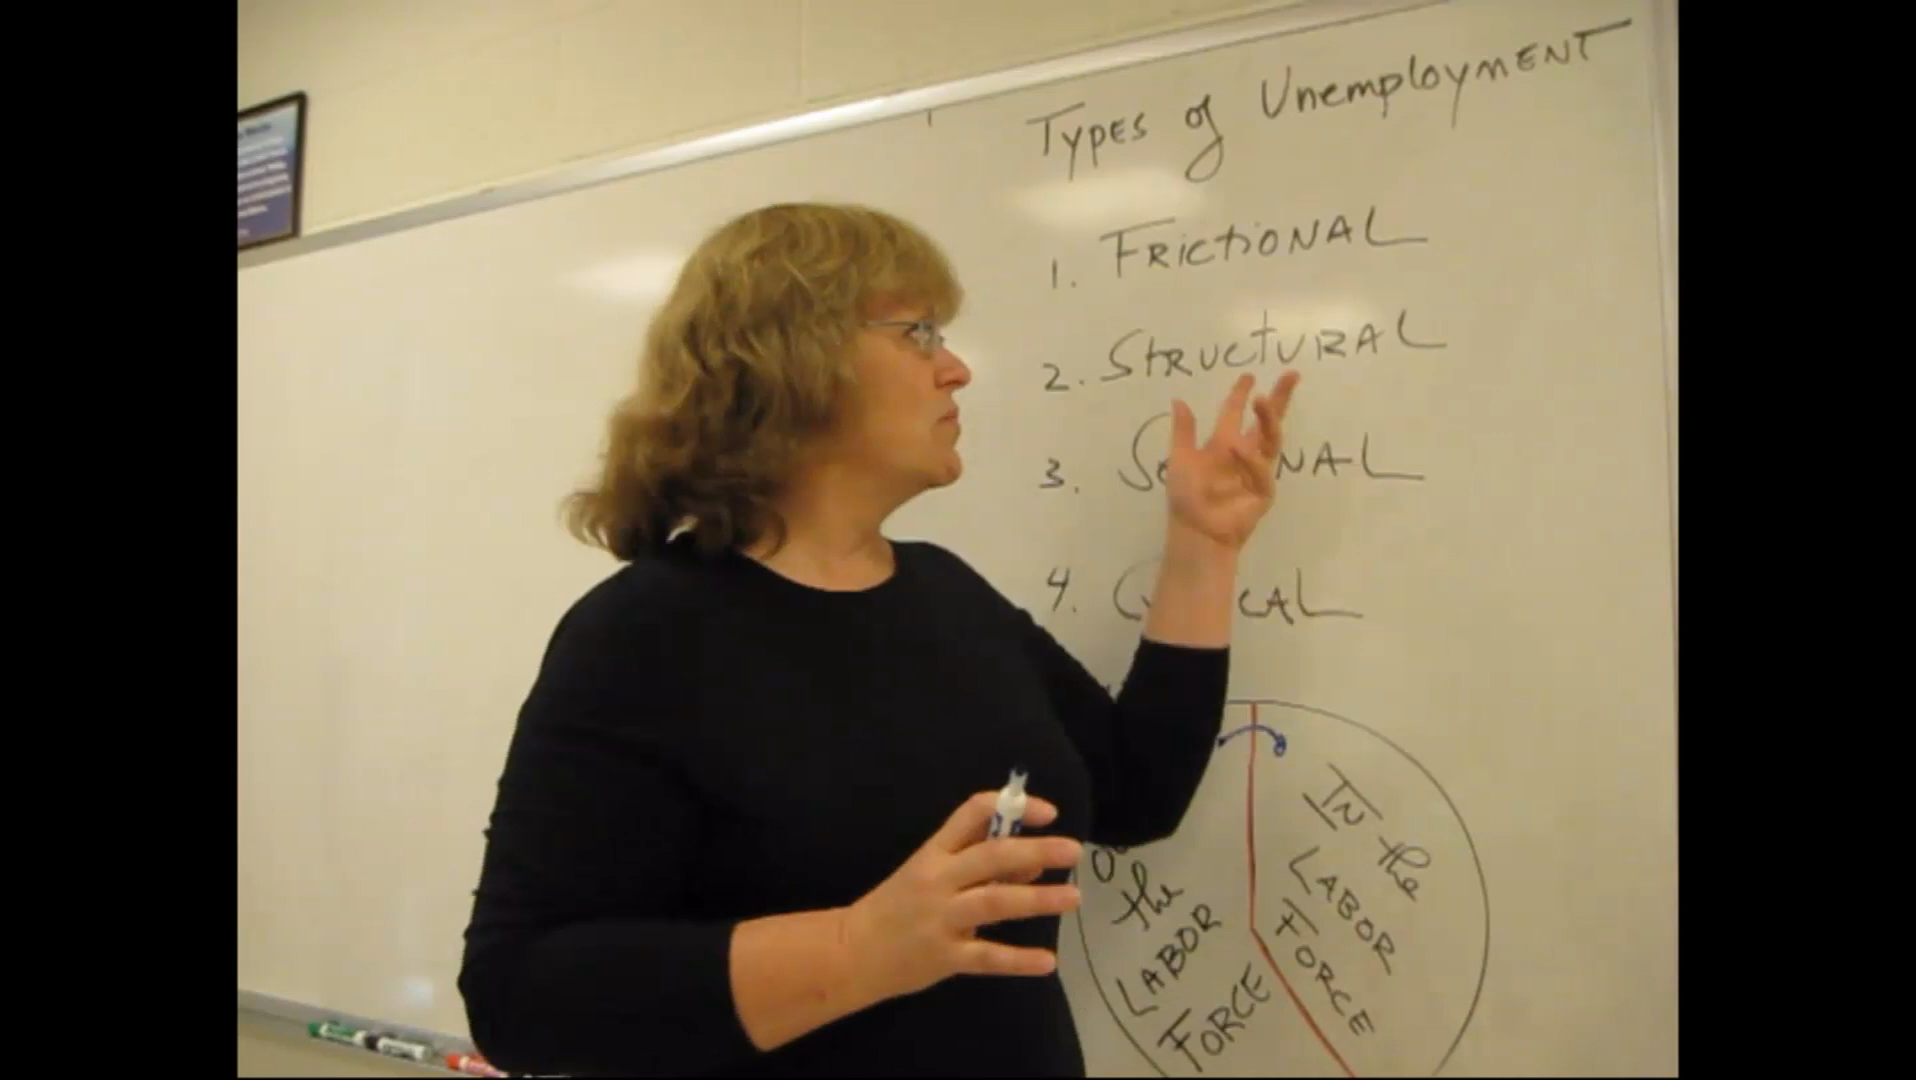 Types of UnemployMENT
1. FRictiONAL
2. StRUctURAL
3.
4.
the
LABOR
FORCE
IN the
LABOR
FORCE